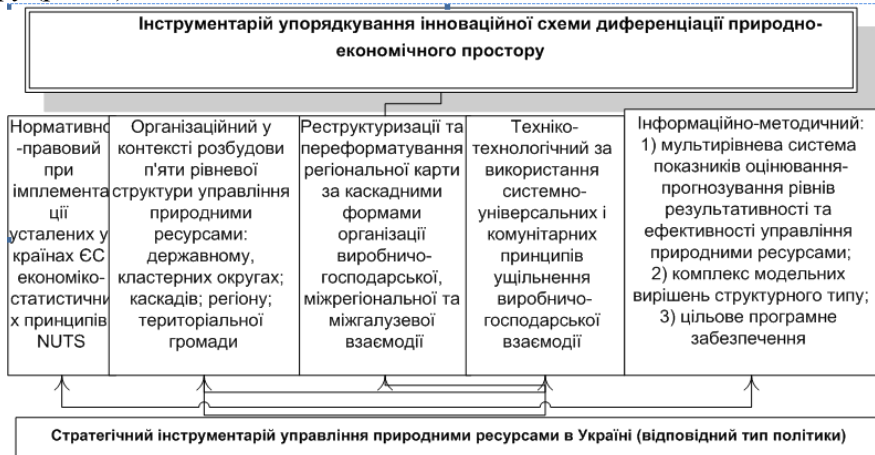 Інструментарій упорядкування інноваційної схеми диференціації природно-
економічного простору
Нормативно
-правовий
при
імплемента
ції
усталених у
країнах ЄС
економіко-
статистични
х принципів
NUTS
Організаційний у
контексті розбудови
п'яти рівневої
структури управління
природними
ресурсами:
державному,
кластерних округах;
каскадів; регіону;
територіальної
громади
Реструктуризації та
переформатування
регіональної карти
за каскадними
формами
організації
виробничо-
господарської,
міжрегіональної та
міжгалузевої
взаємодії
Техніко-
технологічний за
використання
системно-
універсальних і
комунітарних
принципів
ущільнення
виробничо-
господарської
взаємодії
Інформаційно-методичний:
1) мультирівнева система
показників оцінювання-
прогнозування рівнів
результативності та
ефективності управління
природними ресурсами;
2) комплекс модельних
вирішень структурного типу;
3) цільове програмне
забезпечення
Стратегічний інструментарій управління природними ресурсами в Україні (відповідний тип політики)